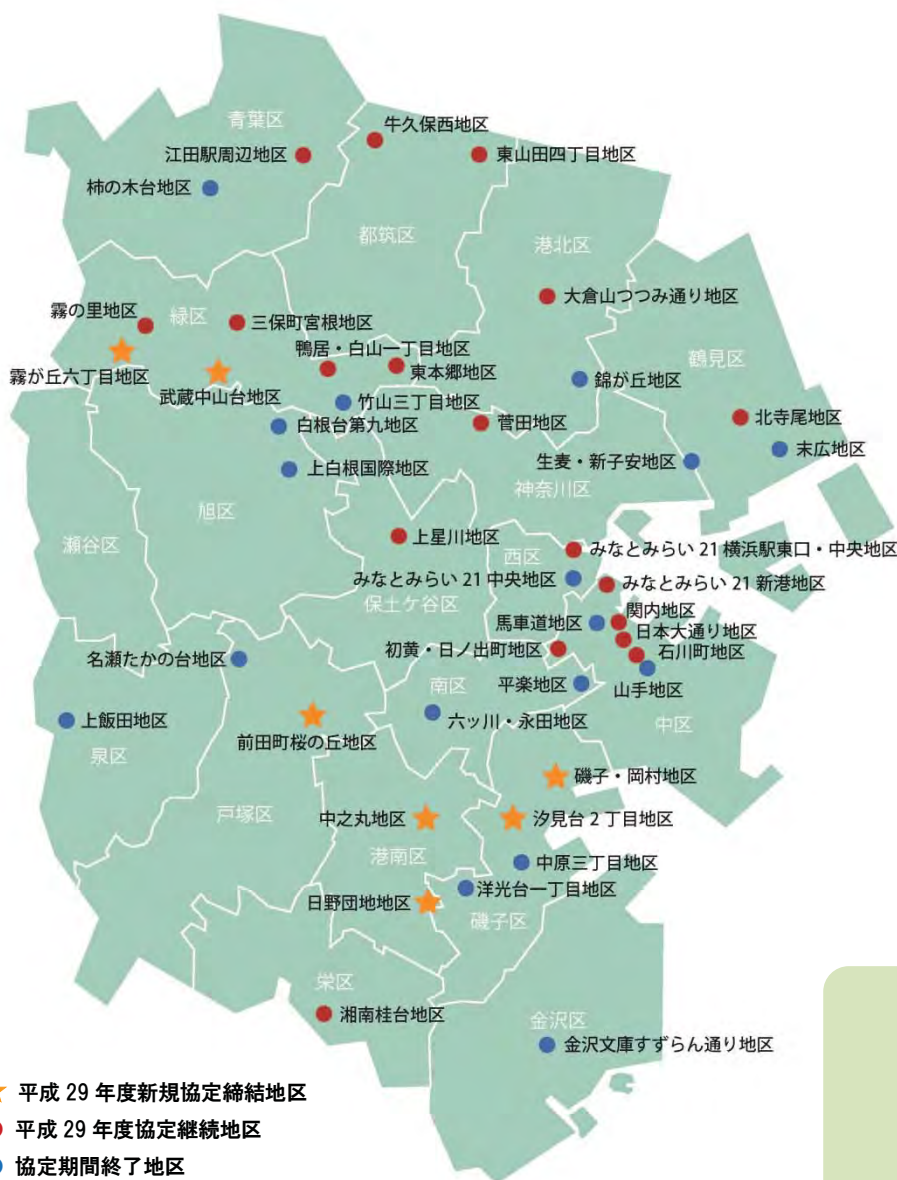 青葉区
牛久保西地区
江田駅周辺地区
東山田四丁目地区
柿の木台地区
都筑区
港北区
霧の里地区
緑区
三保町宮根地区
大倉山つつみ通り地区
鴨居・白山一丁目地区
鶴見区
霧が丘六丁目地区
武蔵中山台地区
東本郷地区
錦が丘地区
竹山三丁目地区
白根台第九地区
菅田地区
北寺尾地区
末広地区
上白根国際地区
生麦・新子安地区
神奈川区
旭区
瀬谷区
上星川地区
西区
みなとみらい 21 横浜駅東口・中央地区
みなとみらい 21 中央地区
みなとみらい 21 新港地区
保土ケ谷区
馬車道地区
関内地区
日本大通り地区
初黄・日ノ出町地区
石川町地区
名瀬たかの台地区
南区
平楽地区
山手地区
上飯田地区
六ッ川・永田地区
中区
前田町桜の丘地区
泉区
磯子・岡村地区
戸塚区
中之丸地区
汐見台 2 丁目地区
港南区
中原三丁目地区
洋光台一丁目地区
日野団地地区
磯子区
栄区
湘南桂台地区
金沢区
金沢文庫すずらん通り地区
平成 29 年度新規協定締結地区
平成 29 年度協定継続地区
協定期間終了地区